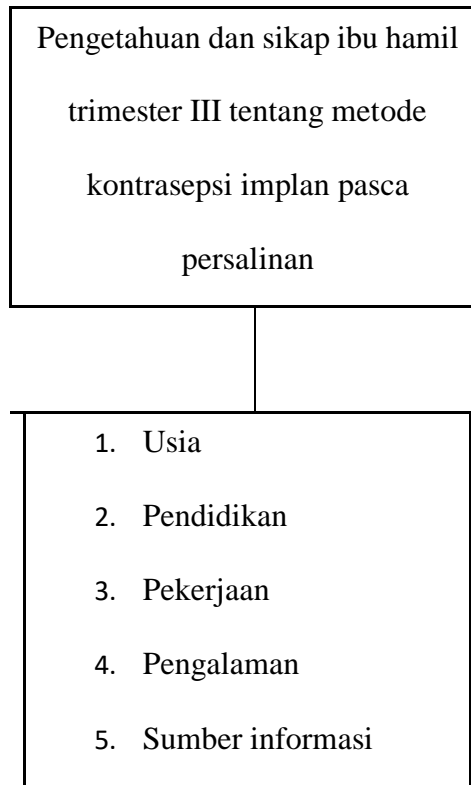 Pengetahuan dan sikap ibu hamil
trimester III tentang metode
kontrasepsi implan pasca
persalinan
1. Usia
2. Pendidikan
3. Pekerjaan
4. Pengalaman
5. Sumber informasi